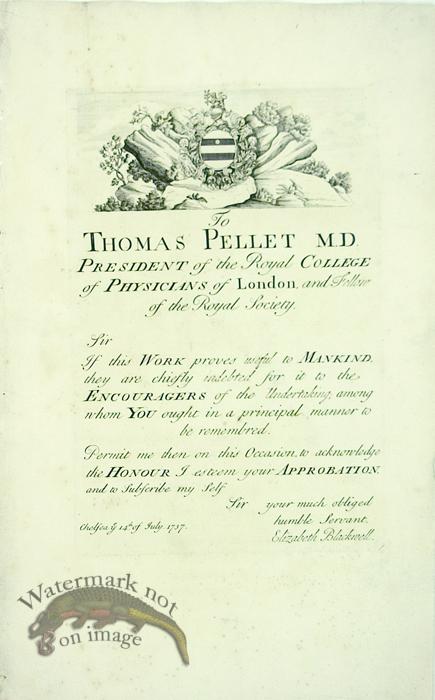 To
THOMAS PELLET M.D.
PRESIDENT of the Royal COLLEGE
of PHYSICIANS of London, and Fellow
of the Royal Society.
Sir
If this WORK proves useful to MANKIND,
they are chiefly indebted for it to the
ENCOURAGERS of the Undertaking, among
whom YOU ought in a principal manner to
be remembred.
Permit me then on this Occasion, to acknowledge
the HONOUR I esteem your APPROBATION,
and to Subscribe my Self
Sir your much obliged
humble Servant,
Chelsea ye 14th of July 1737.
Elizabeth Blackwell.
Watermark not
on image